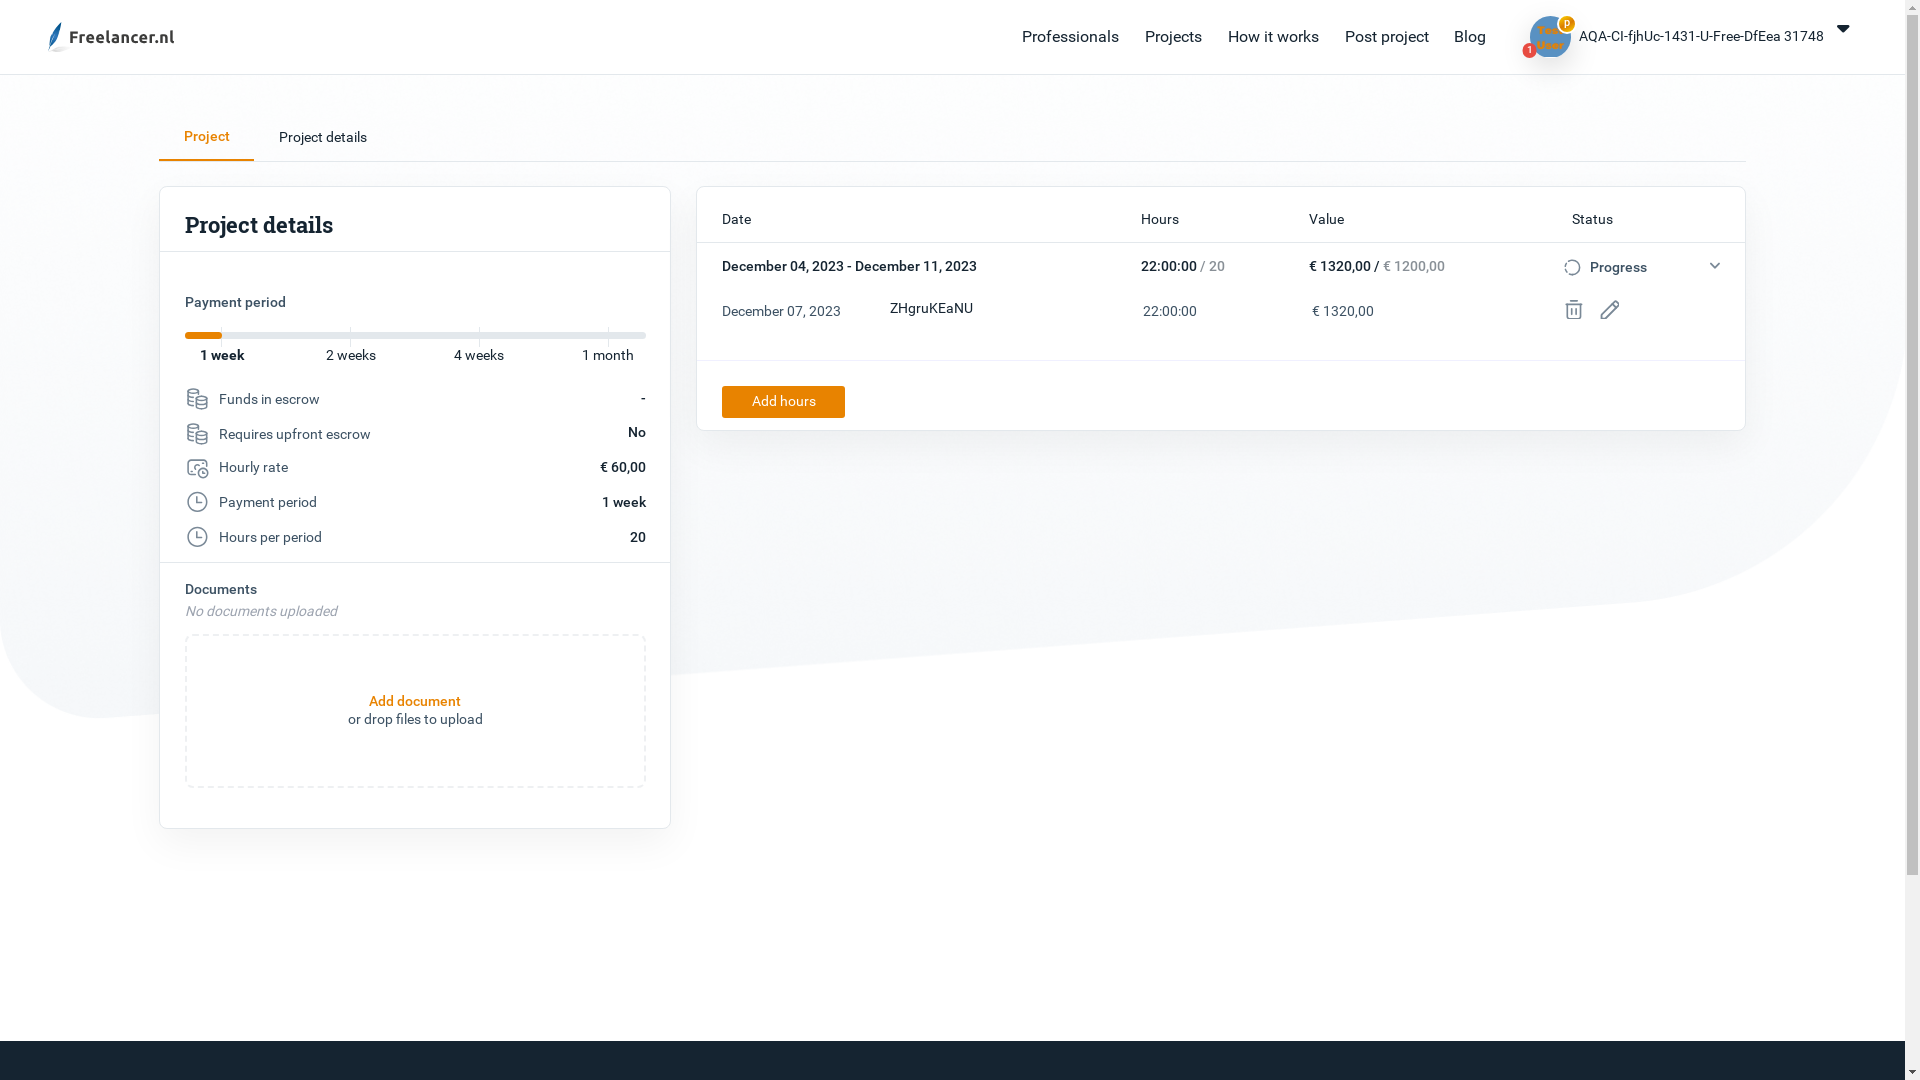 Freelancer.nl
Professionals
Projects
How it works
Post project
Blog
p
1
User
AQA-CI-fjhUc-1431-U-Free-DfEea 31748
Project
Project details
Project details
Payment period
1 week
2 weeks
4 weeks
1 month
Funds in escrow
-
Requires upfront escrow
No
Hourly rate
€ 60,00
Payment period
1 week
Hours per period
20
Documents
No documents uploaded
Add document
or drop files to upload
Date
Hours
Value
Status
December 04, 2023 - December 11, 2023
22:00:00 / 20
€ 1320,00 / € 1200,00
Progress
December 07, 2023
ZHgruKEaNU
22:00:00
€ 1320,00
Add hours